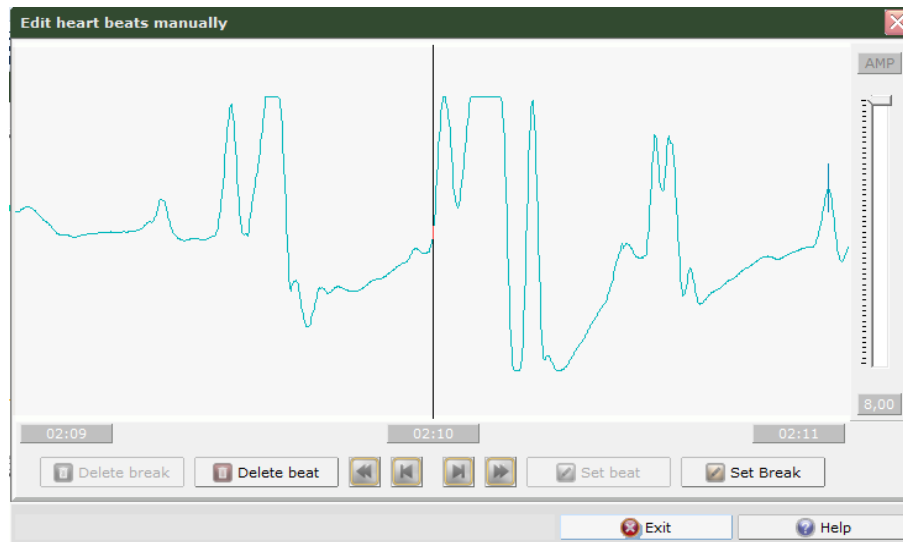 Edit heart beats manually
AMP
8,00
02:09 02:10 02:11
Delete break Delete beat Set beat Set Break
Exit Help